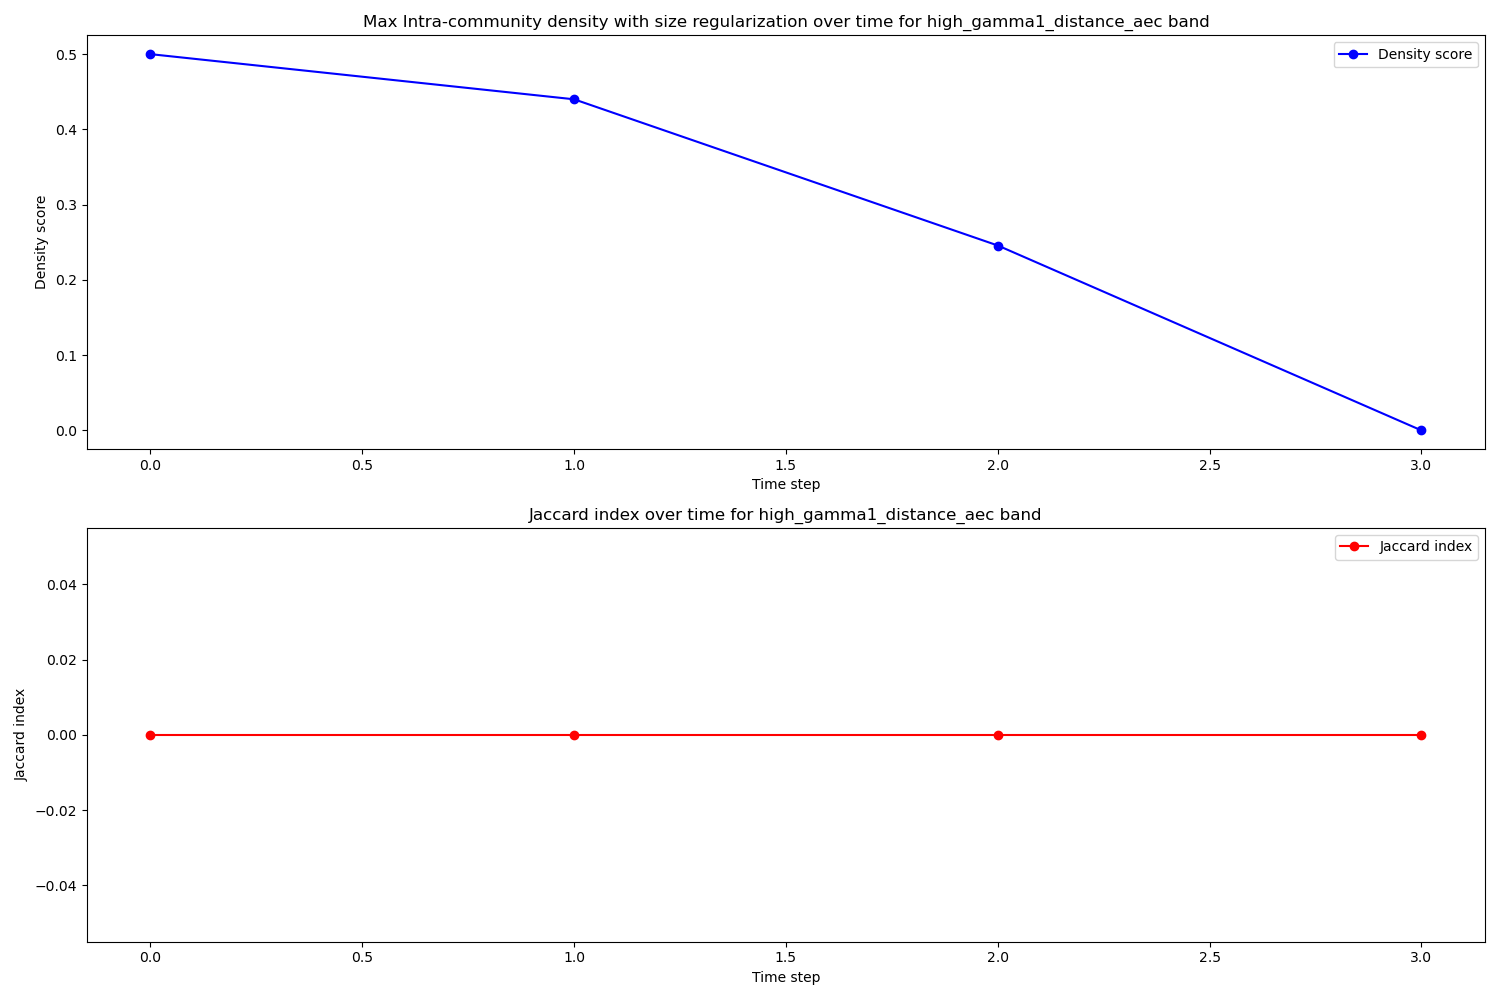 Max Intra-community density with size regularization over time for high_gamma1_distance_aec band
Density score
0.5
0.4
0.3
0.2
0.1
0.0
Density score
0.0 0.5 1.0 1.5 2.0 2.5 3.0
Time step
Jaccard index over time for high_gamma1_distance_aec band
Jaccard index
0.04
0.02
0.00
−0.02
−0.04
Jaccard index
0.0 0.5 1.0 1.5 2.0 2.5 3.0
Time step